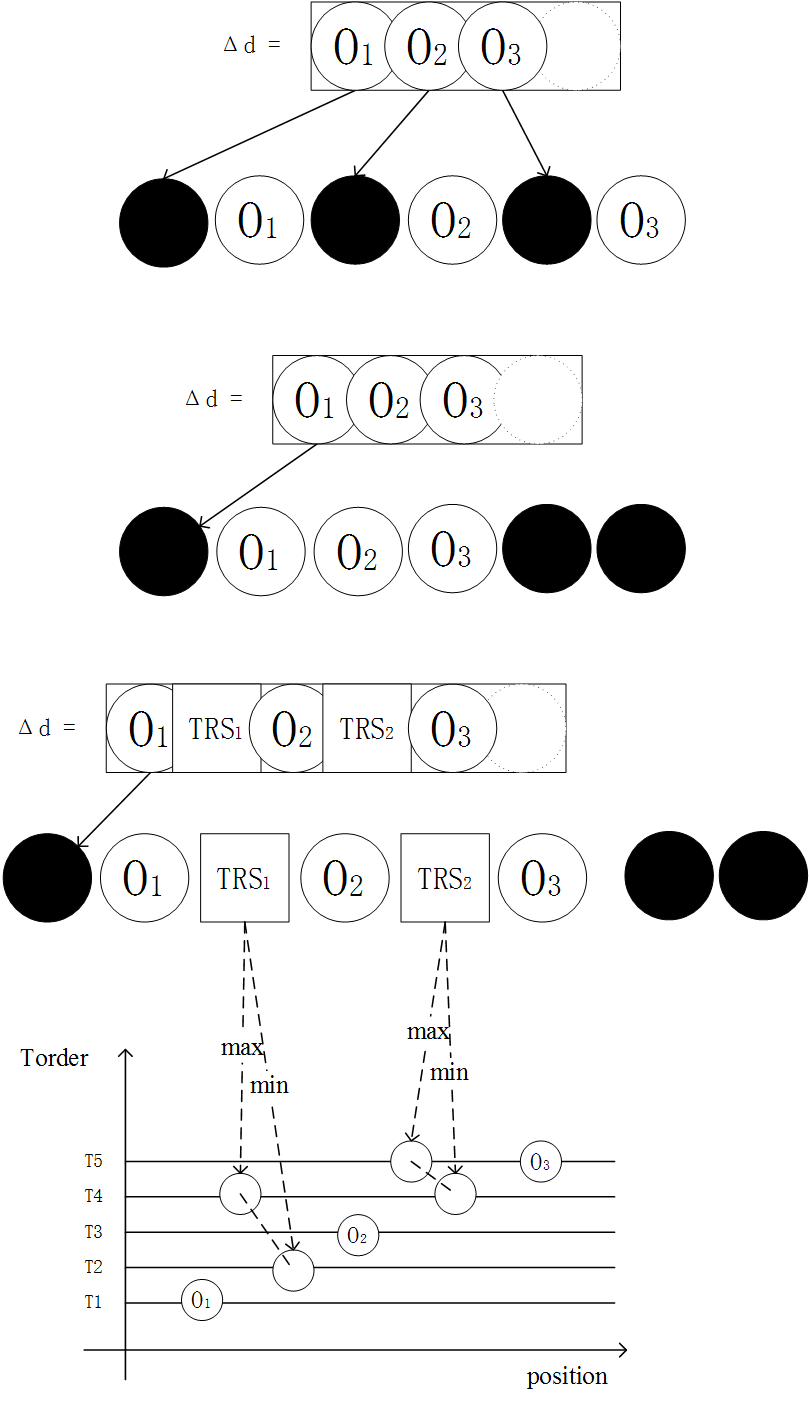 Δd = O1 O2 O3
O1 O2 O3
Δd = O1 O2 O3
O1 O2 O3
Δd = O1 TRS1 O2 TRS2 O3
O1 TRS1 O2 TRS2 O3
max
max
min
min
Torder
T5 O3
T4
T3 O2
T2
T1 O1
position